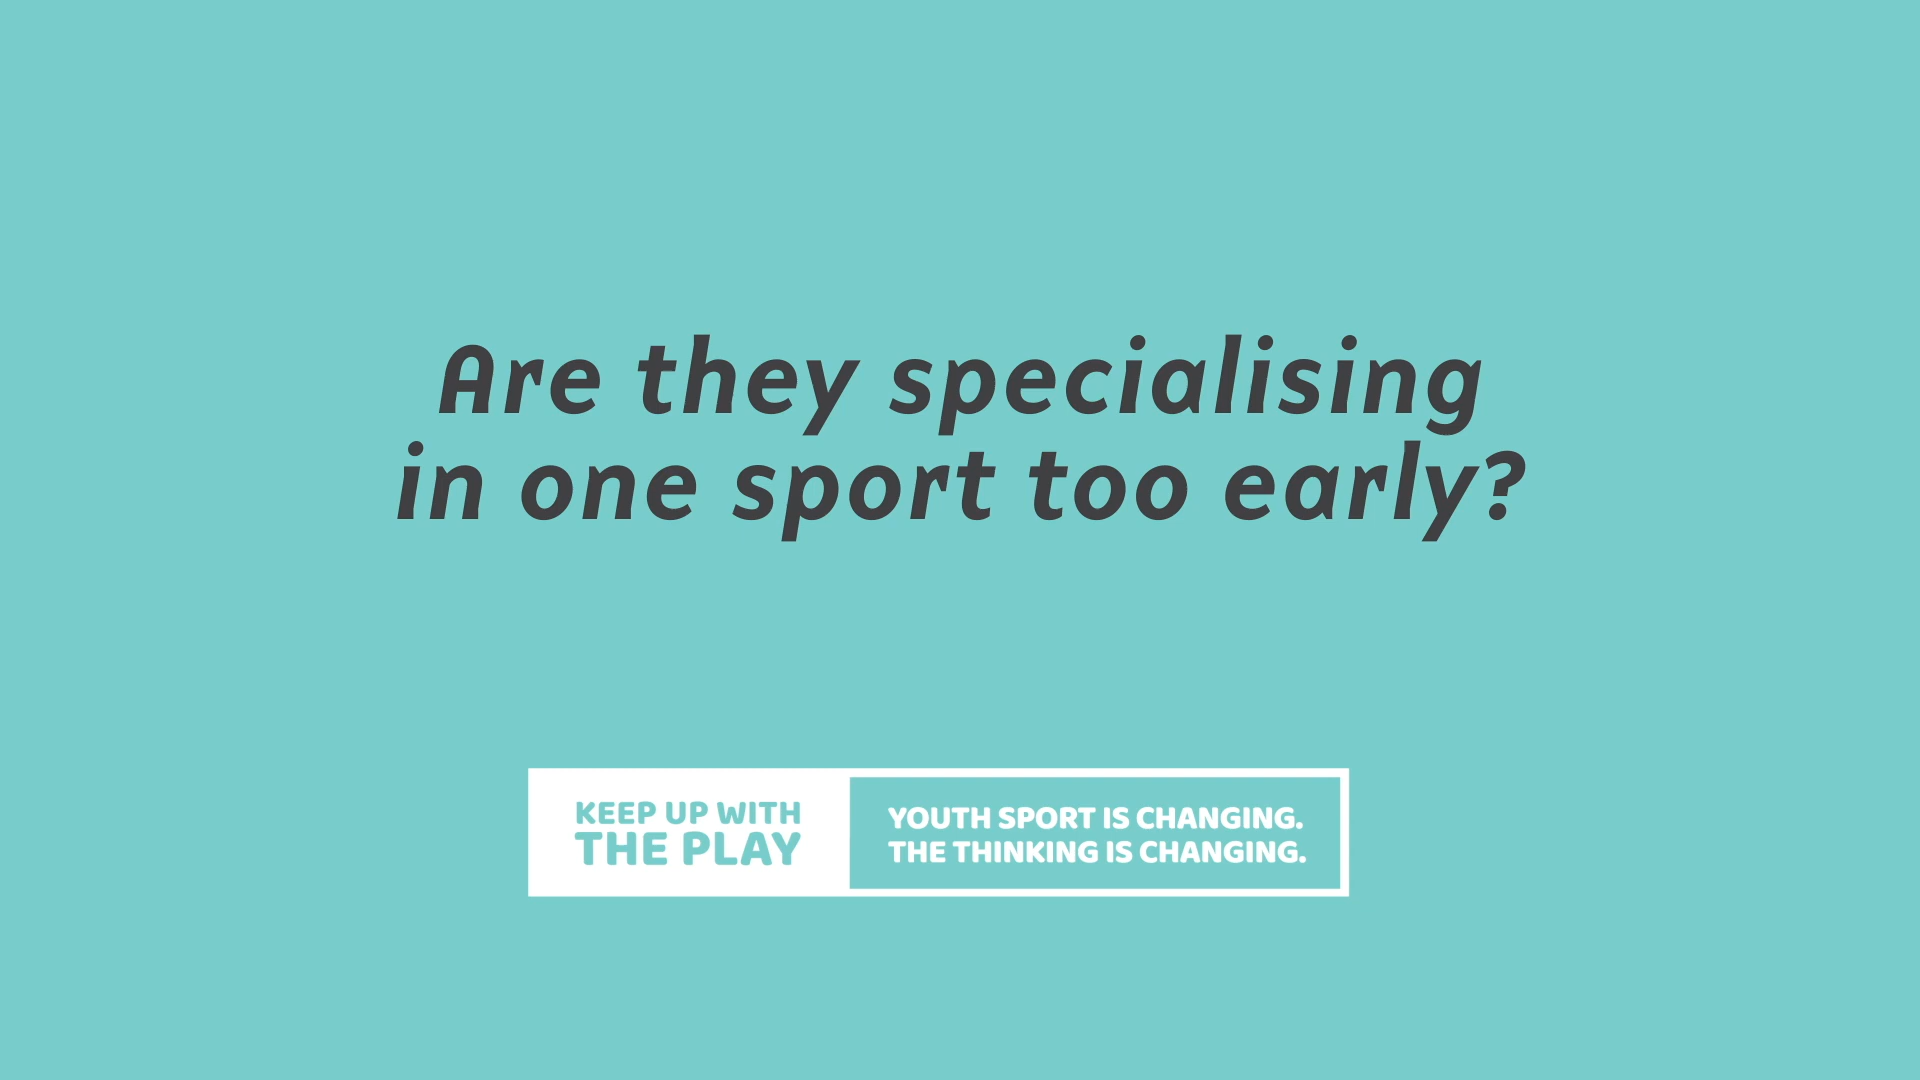 Are they specialising
in one sport too early?
KEEP UP WITH
THE PLAY
YOUTH SPORT IS CHANGING.
THE THINKING IS CHANGING.